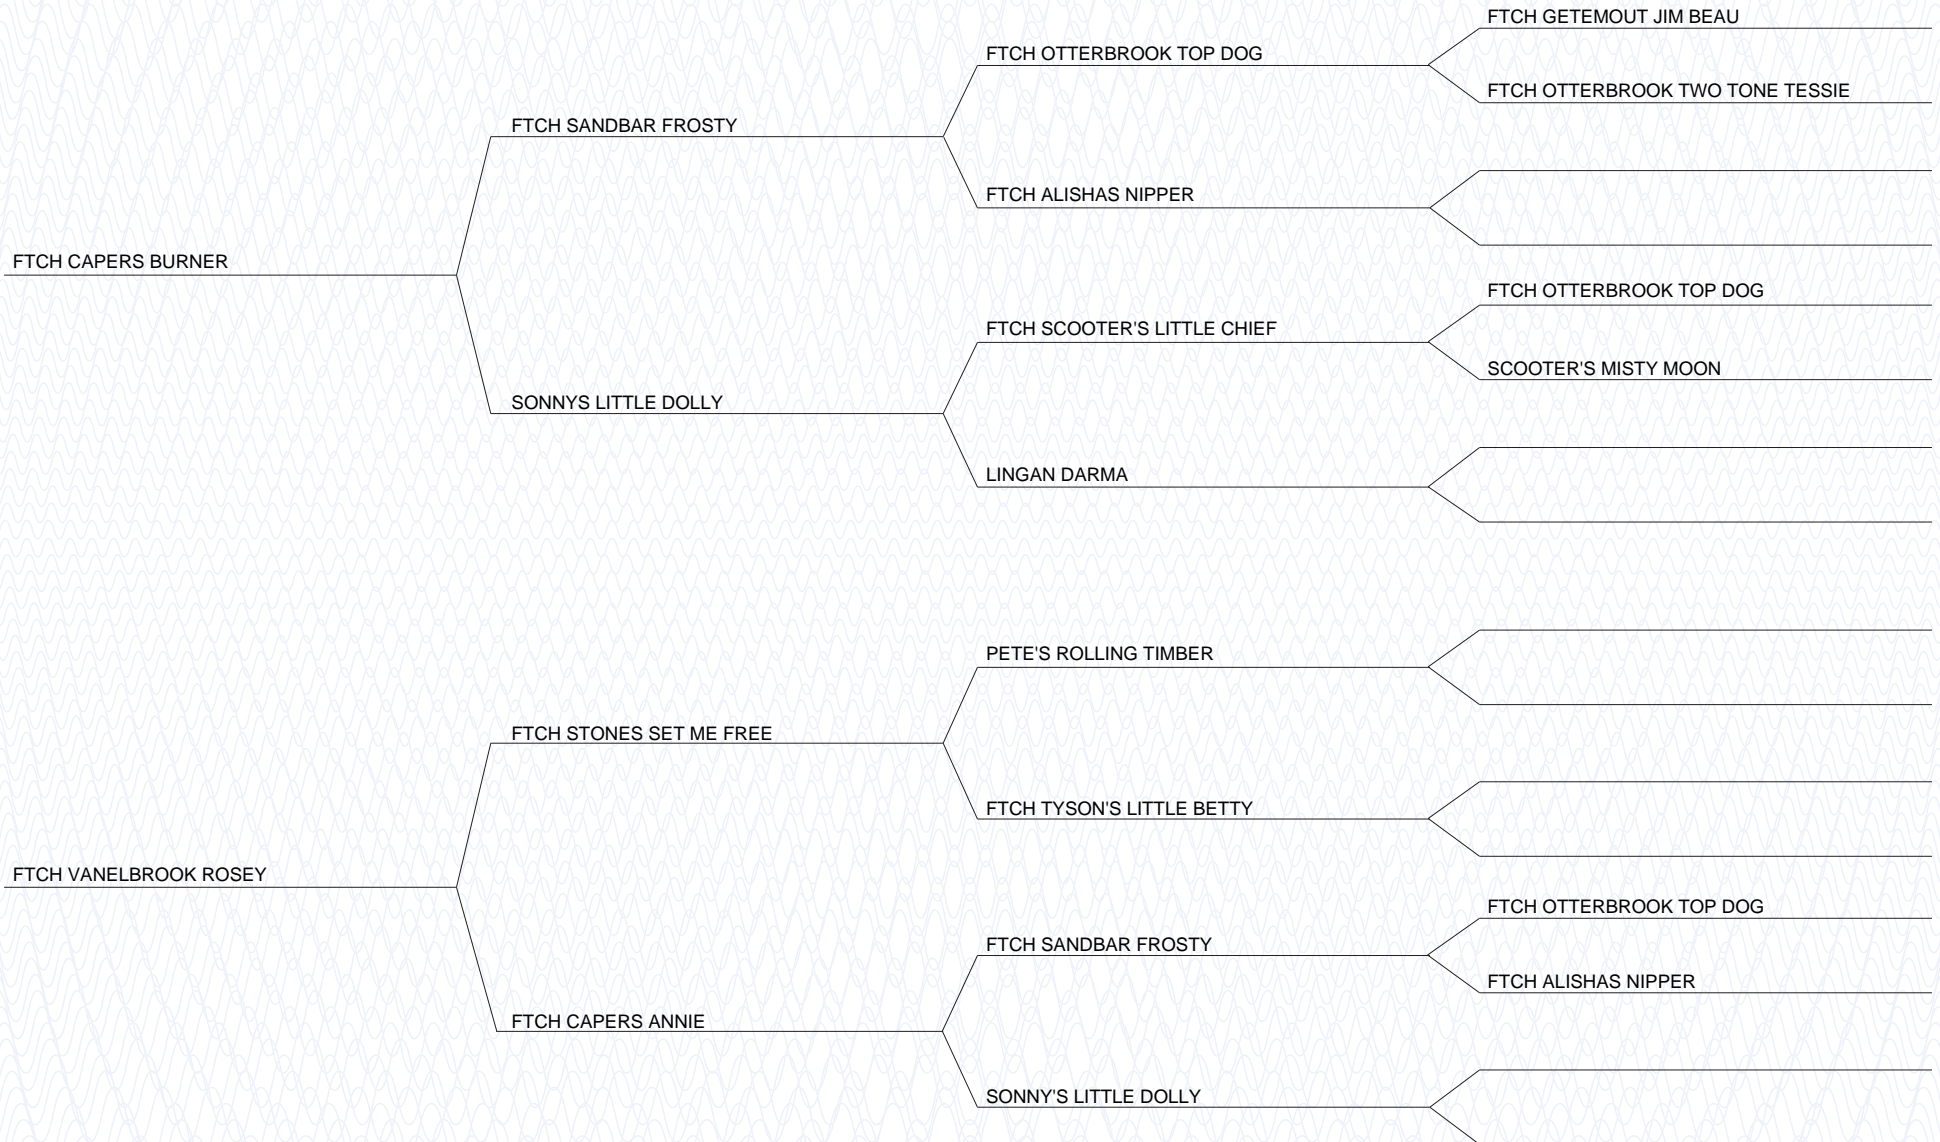 FTCH GETEMOUT JIM BEAU
FTCH OTTERBROOK TOP DOG
FTCH OTTERBROOK TWO TONE TESSIE
FTCH SANDBAR FROSTY
FTCH ALISHAS NIPPER
FTCH CAPERS BURNER
FTCH OTTERBROOK TOP DOG
FTCH SCOOTER'S LITTLE CHIEF
SCOOTER'S MISTY MOON
SONNYS LITTLE DOLLY
LINGAN DARMA
PETE'S ROLLING TIMBER
FTCH STONES SET ME FREE
FTCH TYSON'S LITTLE BETTY
FTCH VANELBROOK ROSEY
FTCH OTTERBROOK TOP DOG
FTCH SANDBAR FROSTY
FTCH ALISHAS NIPPER
FTCH CAPERS ANNIE
SONNY'S LITTLE DOLLY